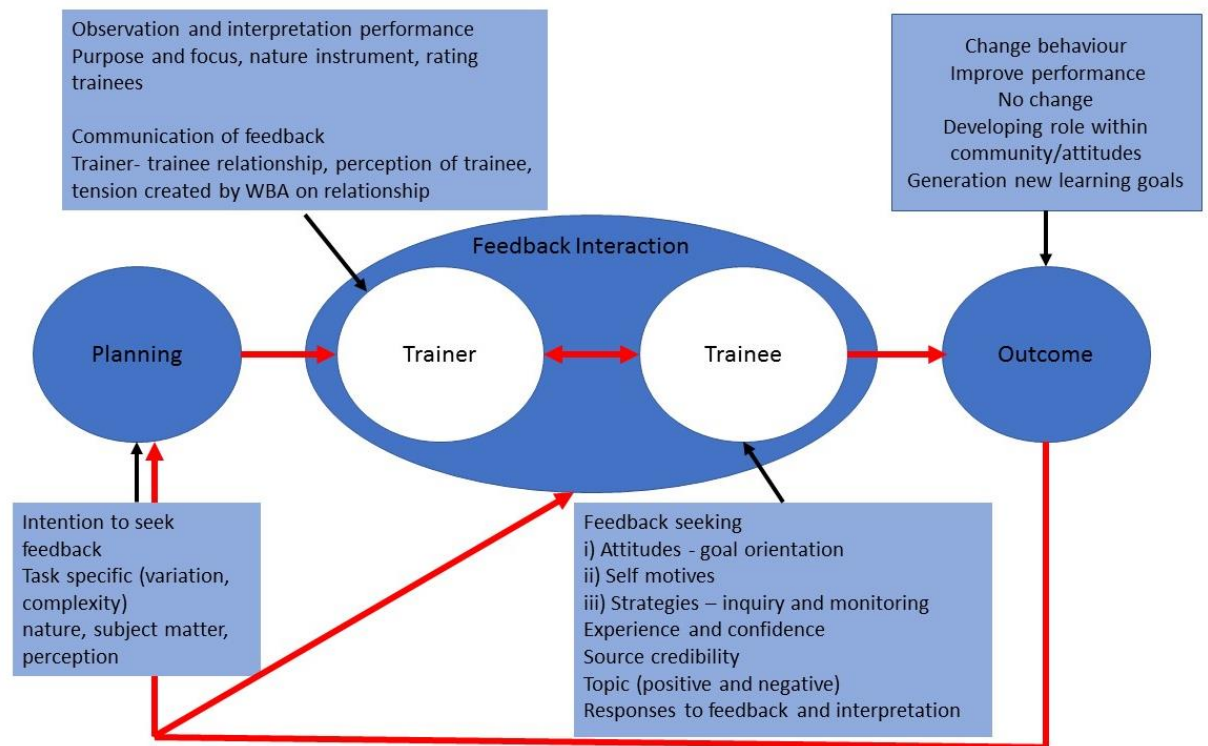 Observation and interpretation performance
Purpose and focus, nature instrument, rating
trainees
Communication of feedback
Trainer- trainee relationship, perception of trainee,
tension created by WBA on relationship
Change behaviour
Improve performance
No change
Developing role within
community/attitudes
Generation new learning goals
Feedback Interaction
Planning
Trainer
Trainee
Outcome
Intention to seek
feedback
Task specific (variation,
complexity)
nature, subject matter,
perception
Feedback seeking
i) Attitudes - goal orientation
ii) Self motives
iii) Strategies – inquiry and monitoring
Experience and confidence
Source credibility
Topic (positive and negative)
Responses to feedback and interpretation